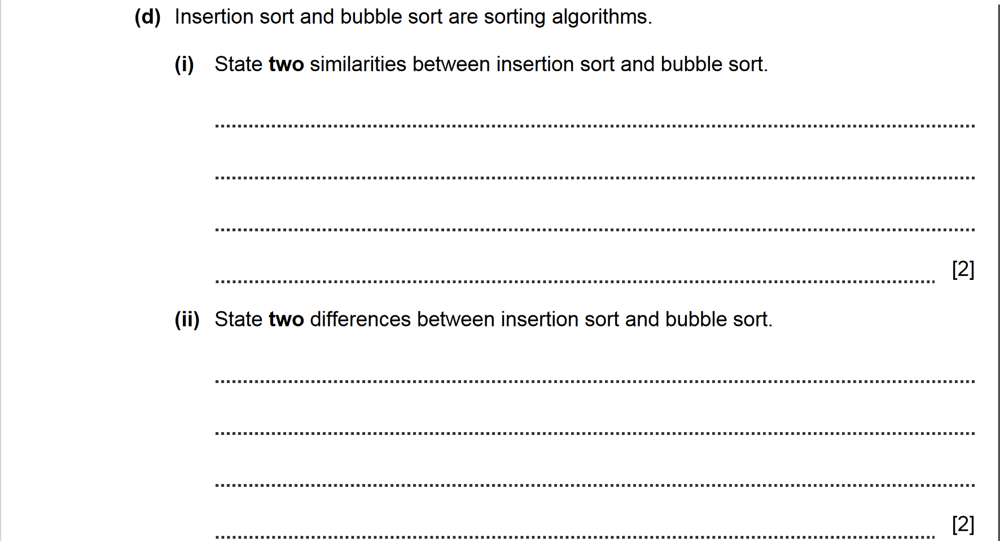 (d) Insertion sort and bubble sort are sorting algorithms.
(i) State two similarities between insertion sort and bubble sort.
[2]
(ii) State two differences between insertion sort and bubble sort.
[2]